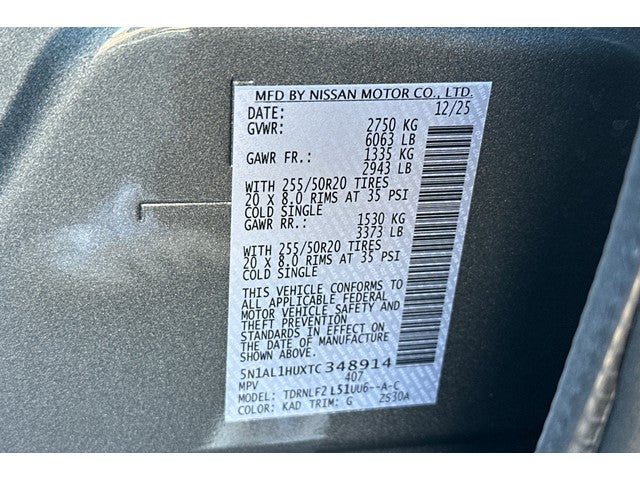 MFD BY NISSAN MOTOR CO., LTD.
DATE: 12/25
GVWR: 2750 KG
6063 LB
GAWR FR.: 1335 KG
2943 LB
WITH 255/50R20 TIRES
20 X 8.0 RIMS AT 35 PSI
COLD SINGLE
GAWR RR.: 1530 KG
3373 LB
WITH 255/50R20 TIRES
20 X 8.0 RIMS AT 35 PSI
COLD SINGLE
THIS VEHICLE CONFORMS TO
ALL APPLICABLE FEDERAL
MOTOR VEHICLE SAFETY AND
THEFT PREVENTION
STANDARDS IN EFFECT ON
THE DATE OF MANUFACTURE
SHOWN ABOVE.
5N1AL1HUXTC348914
MPV 407
MODEL: TDRNLF2 L51UU6--A-C
COLOR: KAD TRIM: G 2S30A